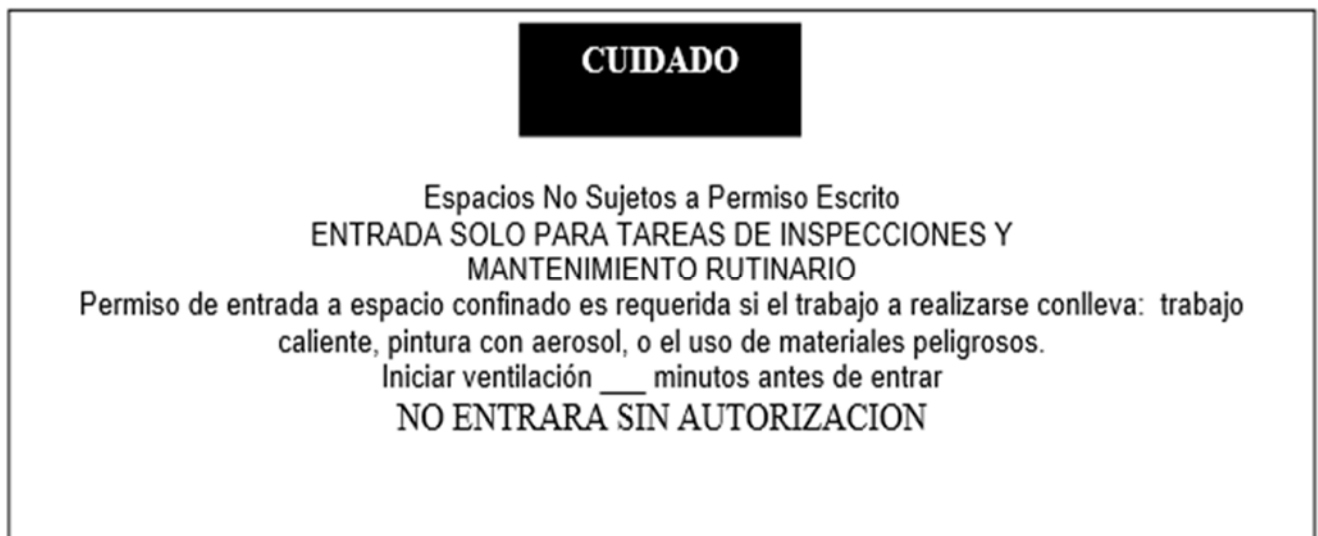 CUIDADO
Espacios No Sujetos a Permiso Escrito
ENTRADA SOLO PARA TAREAS DE INSPECCIONES Y
MANTENIMIENTO RUTINARIO
Permiso de entrada a espacio confinado es requerida si el trabajo a realizarse conlleva:  trabajo
caliente, pintura con aerosol, o el uso de materiales peligrosos.
Iniciar ventilación ___ minutos antes de entrar
NO ENTRARA SIN AUTORIZACION